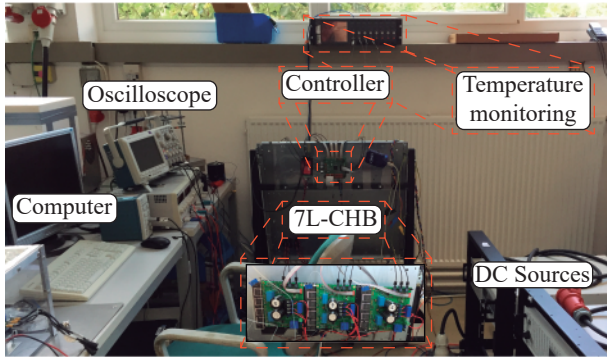 Oscilloscope
Controller
Temperature
monitoring
Computer
7L-CHB
DC Sources